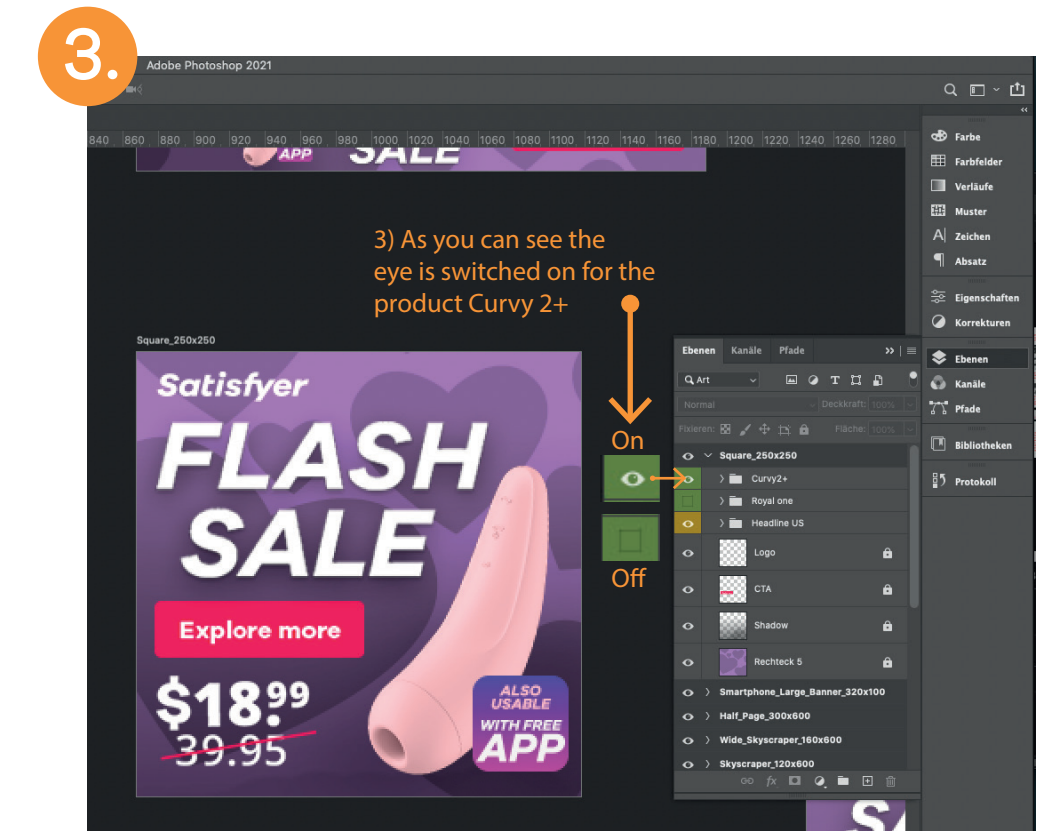 3.
Adobe Photoshop 2021
840 860 880 900 920 940 960 980 1000 1020 1040 1060 1080 1100 1120 1140 1160 1180 1200 1220 1240 1260 1280
APP SALE
3) As you can see the
eye is switched on for the
product Curvy 2+
Square_250x250
Satisfyer
FLASH
SALE
Explore more
$18.99
39.95
ALSO
USABLE
WITH FREE
APP
On
Off
Ebenen Kanäle Pfade
Art
Normal Deckkraft: 100%
Fixieren: Fläche: 100%
Square_250x250
Curvy2+
Royal one
Headline US
Logo
CTA
Shadow
Rechteck 5
Smartphone_Large_Banner_320x100
Half_Page_300x600
Wide_Skyscraper_160x600
Skyscraper_120x600
fx
Farbe
Farbfelder
Verläufe
Muster
Zeichen
Absatz
Eigenschaften
Korrekturen
Ebenen
Kanäle
Pfade
Bibliotheken
Protokoll